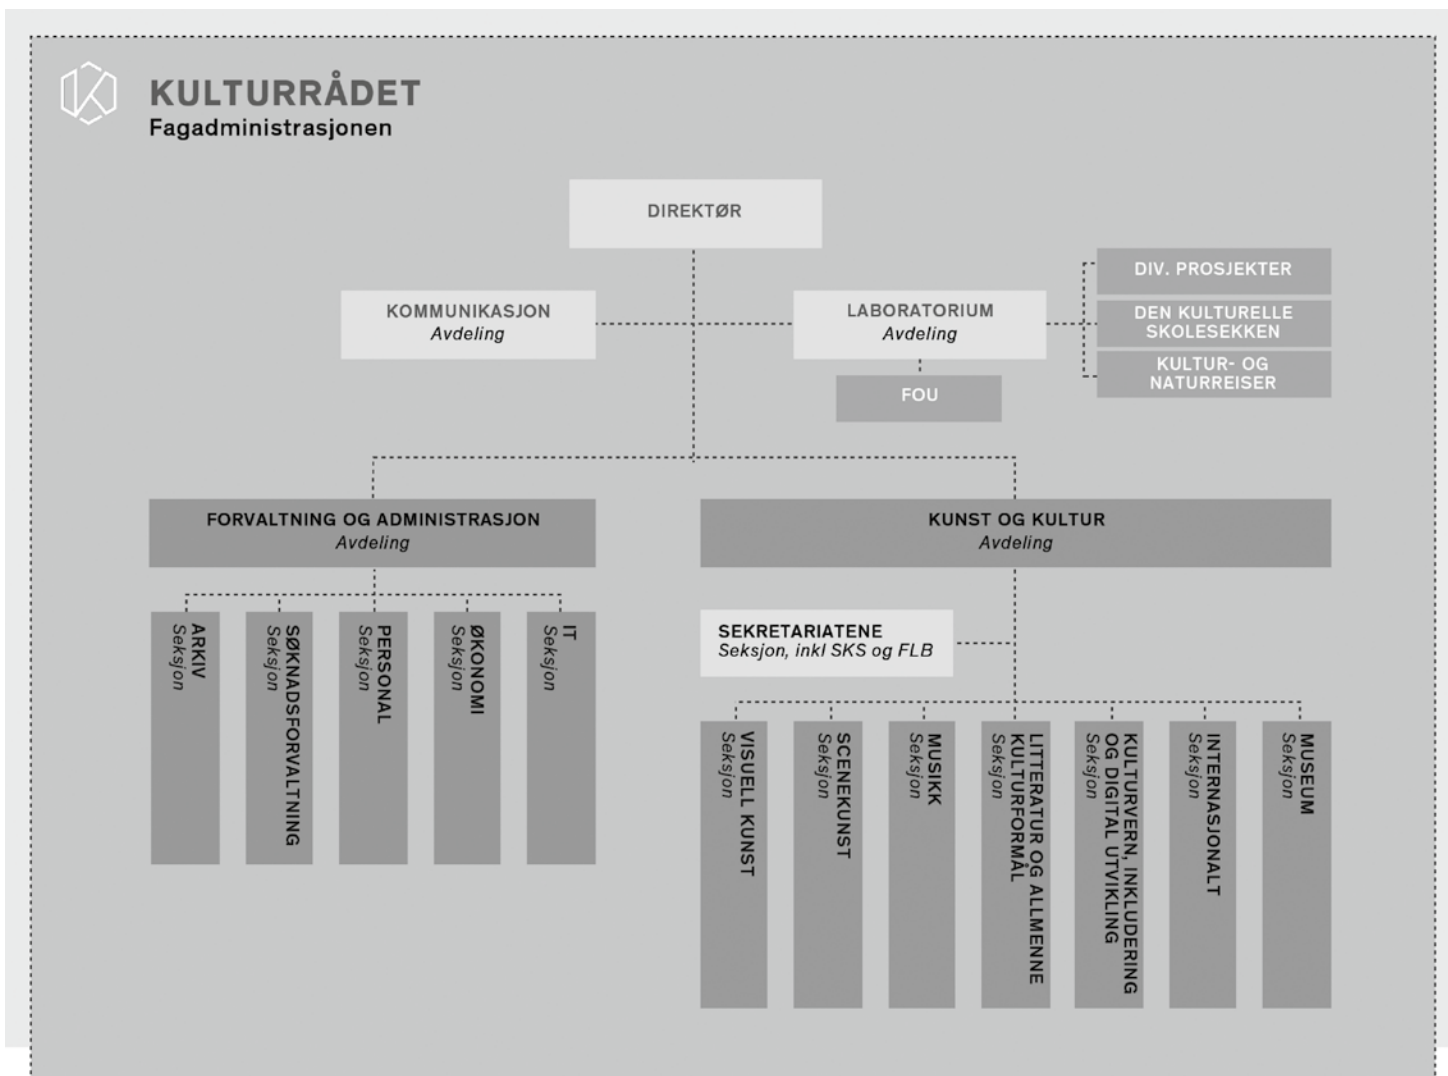 KULTURRÅDET
Fagadministrasjonen
DIREKTØR
KOMMUNIKASJON
Avdeling
LABORATORIUM
Avdeling
DIV. PROSJEKTER
DEN KULTURELLE
SKOLESEKKEN
KULTUR- OG
NATURREISER
FOU
FORVALTNING OG ADMINISTRASJON
Avdeling
KUNST OG KULTUR
Avdeling
ARKIV
Seksjon
SØKNADSFORVALTNING
Seksjon
PERSONAL
Seksjon
ØKONOMI
Seksjon
IT
Seksjon
SEKRETARIATENE
Seksjon, inkl SKS og FLB
VISUELL KUNST
Seksjon
SCENEKUNST
Seksjon
MUSIKK
Seksjon
LITTERATUR OG ALLMENNE
KULTURFORMÅL
Seksjon
KULTURVERN, INKLUDERING
OG DIGITAL UTVIKLING
Seksjon
INTERNASJONALT
Seksjon
MUSEUM
Seksjon